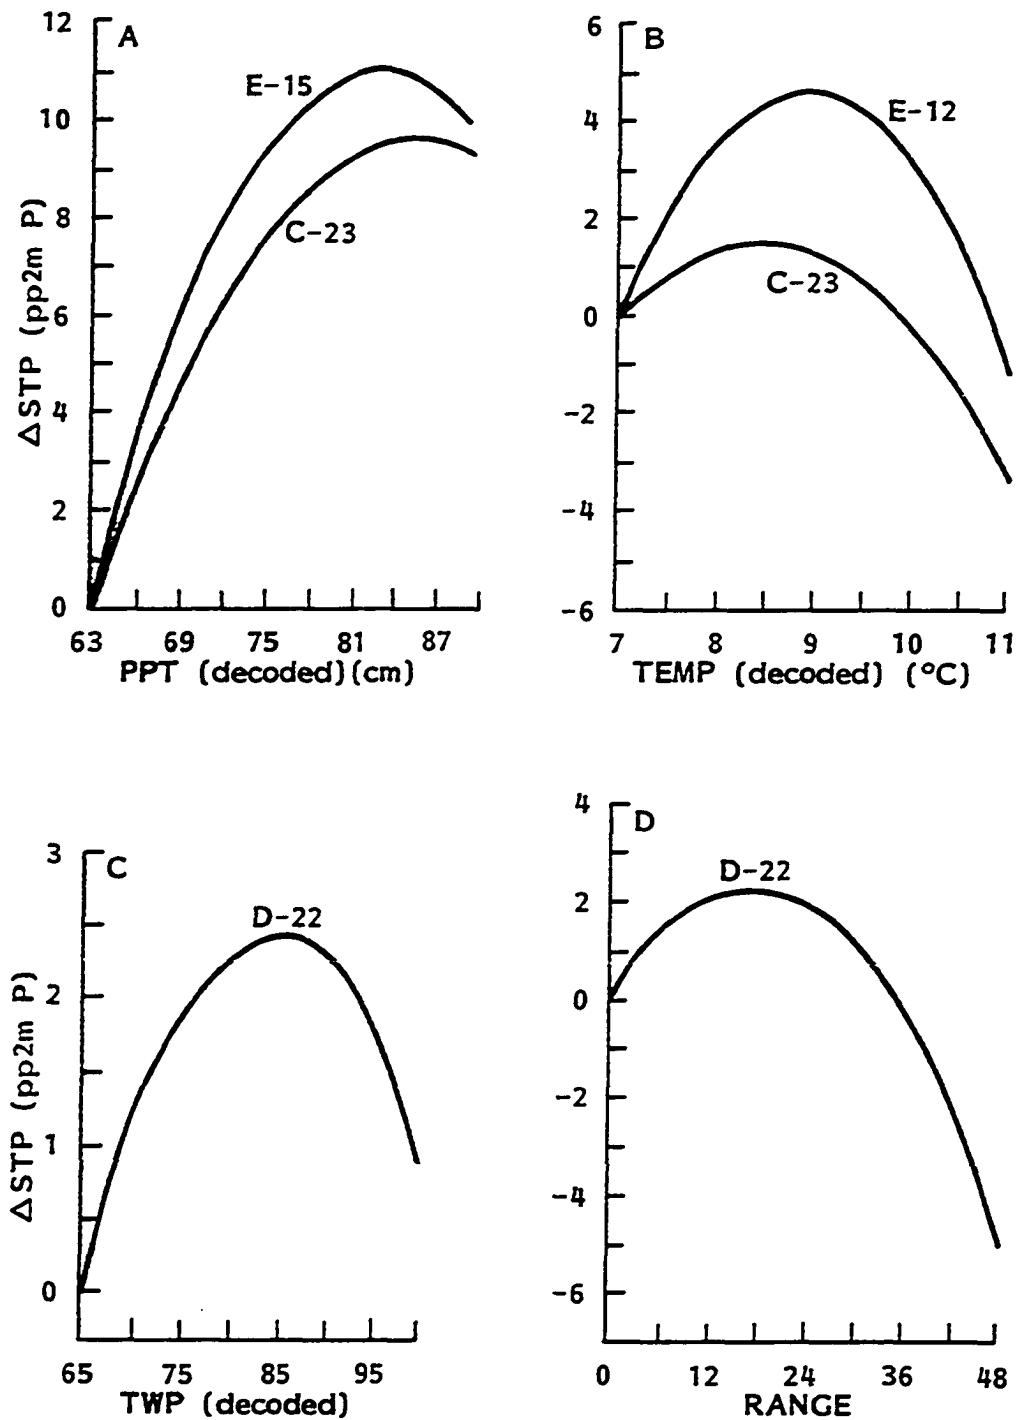 12
A
E-15
10
C-23
8
6
4
2
0
ΔSTP (pp2m P)
63 69 75 81 87
PPT (decoded)(cm)
6
B
E-12
4
2
C-23
0
-2
-4
-6
7 8 9 10 11
TEMP (decoded) (°C)
3
C
D-22
2
1
0
ΔSTP (pp2m P)
65 75 85 95
TWP (decoded)
4
D
D-22
2
0
-2
-4
-6
0 12 24 36 48
RANGE